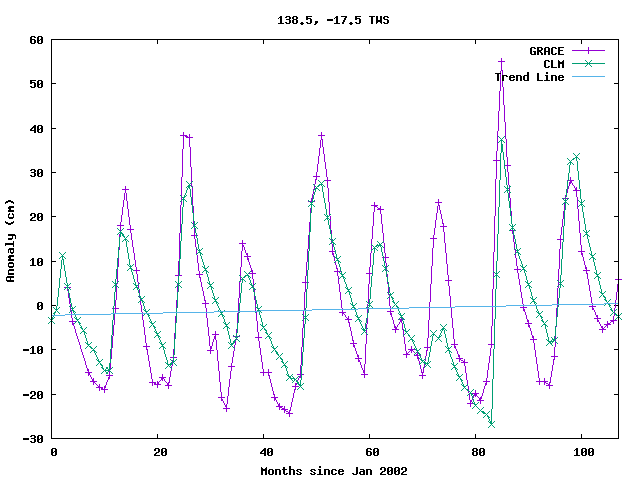 138.5, -17.5 TWS
GRACE
CLM
Trend Line
Anomaly (cm)
60
50
40
30
20
10
0
-10
-20
-30
0 20 40 60 80 100
Months since Jan 2002